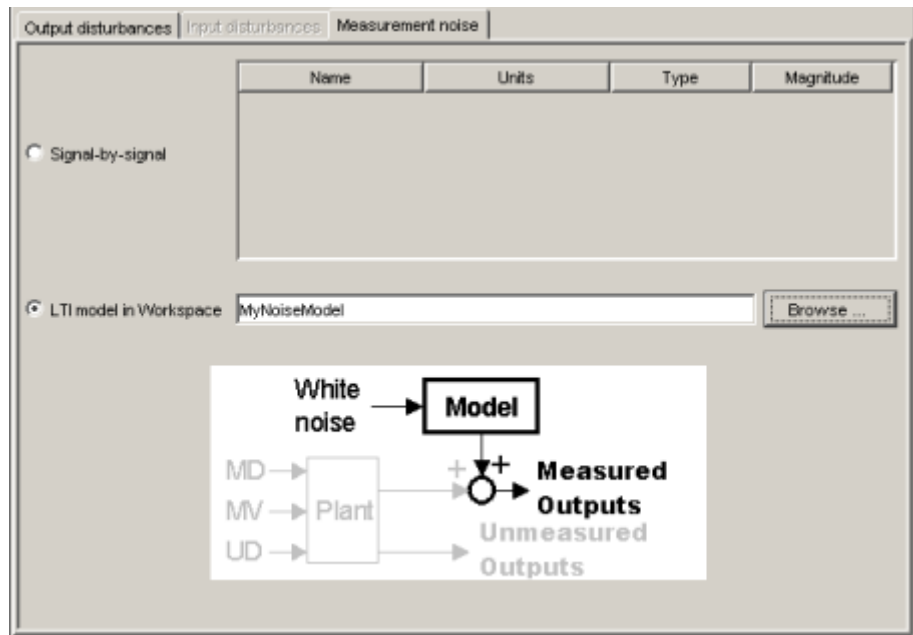 Output disturbances Input disturbances Measurement noise
Name Units Type Magnitude
Signal-by-signal
LTI model in Workspace MyNoiseModel Browse ...
White
noise
Model
MD
MV
UD
Plant
+ +
Measured
Outputs
Unmeasured
Outputs